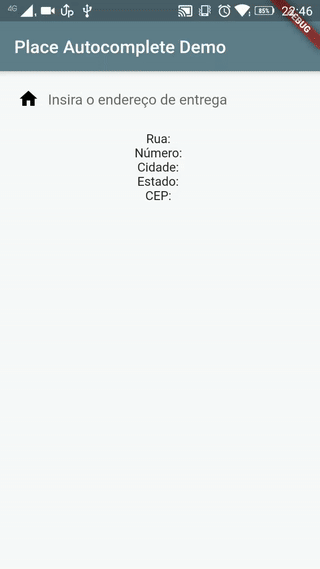 4G 85% 22:46
DEBUG
Place Autocomplete Demo
Insira o endereço de entrega
Rua:
Número:
Cidade:
Estado:
CEP: